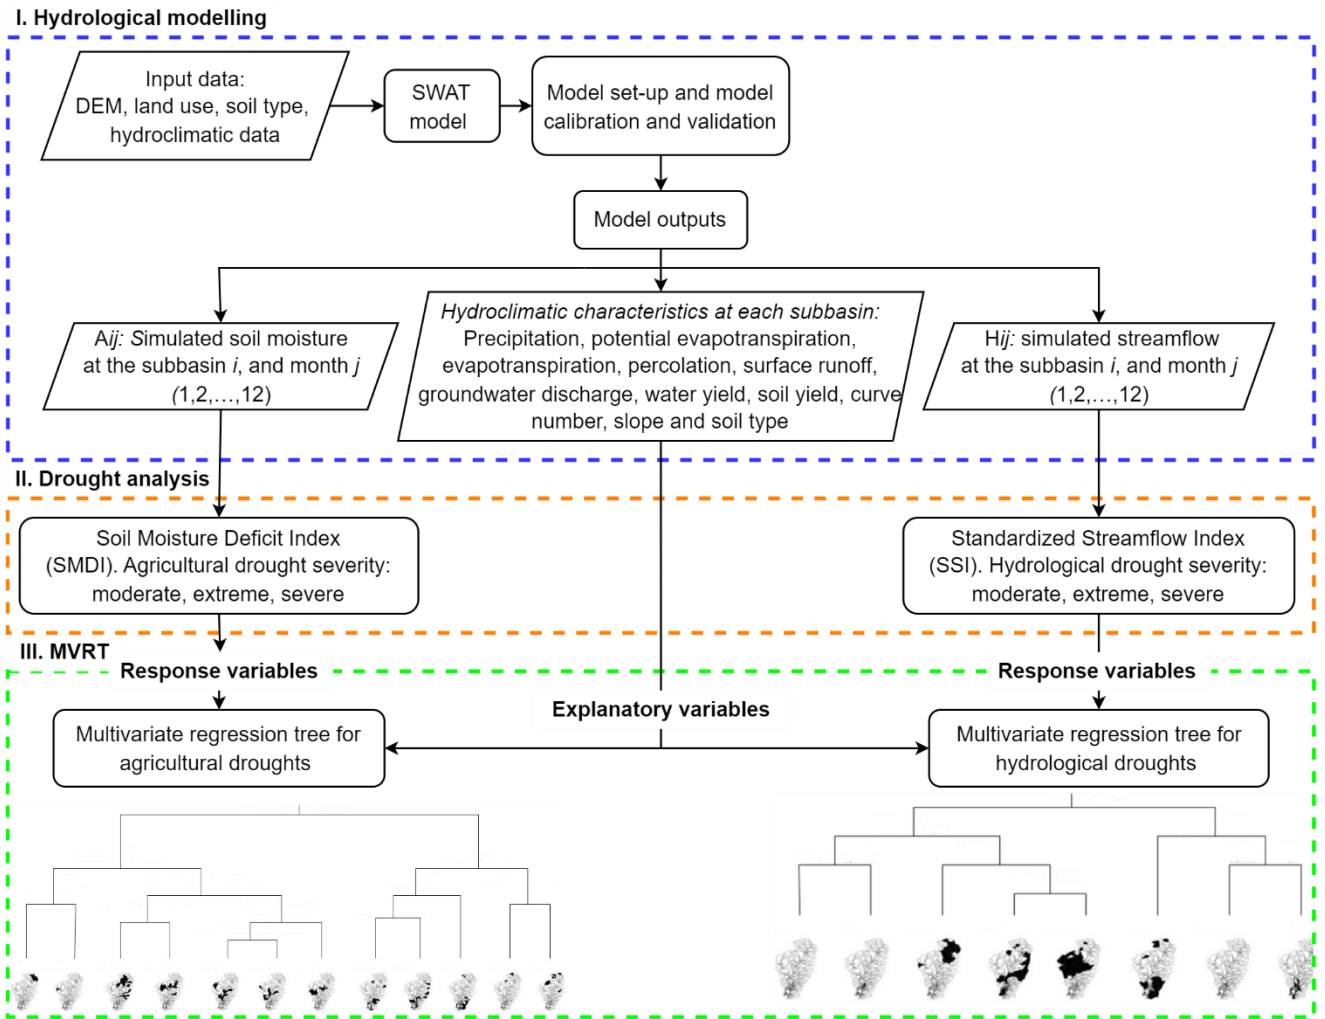 I. Hydrological modelling
Input data:
DEM, land use, soil type,
hydroclimatic data
SWAT
model
Model set-up and model
calibration and validation
Model outputs
Aij: Simulated soil moisture
at the subbasin i, and month j
(1,2,...,12)
Hydroclimatic characteristics at each subbasin:
Precipitation, potential evapotranspiration,
evapotranspiration, percolation, surface runoff,
groundwater discharge, water yield, soil yield, curve
number, slope and soil type
Hij: simulated streamflow
at the subbasin i, and month j
(1,2,...,12)
II. Drought analysis
Soil Moisture Deficit Index
(SMDI). Agricultural drought severity:
moderate, extreme, severe
Standardized Streamflow Index
(SSI). Hydrological drought severity:
moderate, extreme, severe
III. MVRT
Response variables
Response variables
Explanatory variables
Multivariate regression tree for
agricultural droughts
Multivariate regression tree for
hydrological droughts